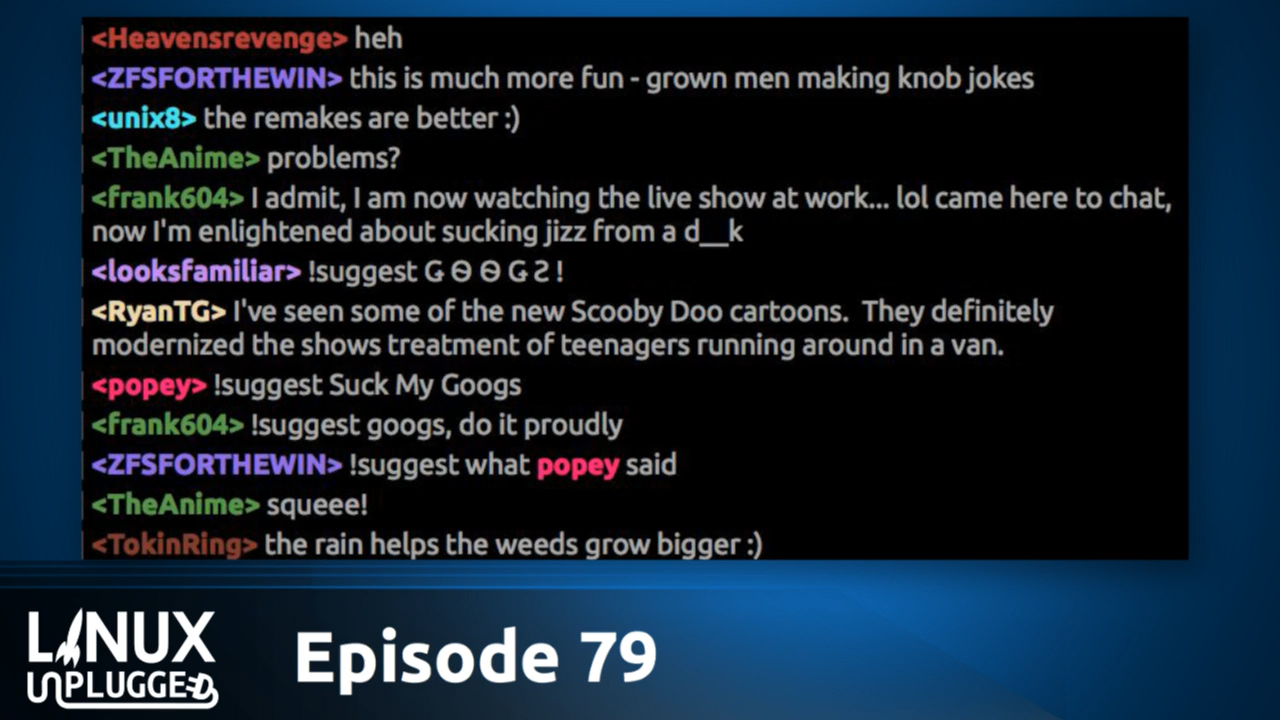 <Heavensrevenge> heh
<ZFSFORTHEWIN> this is much more fun - grown men making knob jokes
<unix8> the remakes are better :)
<TheAnime> problems?
<frank604> I admit, I am now watching the live show at work... lol came here to chat,
now I'm enlightened about sucking jizz from a d__k
<looksfamiliar> !suggest Ǥ Ѳ Ѳ Ǥ Ƨ !
<RyanTG> I've seen some of the new Scooby Doo cartoons.  They definitely
modernized the shows treatment of teenagers running around in a van.
<popey> !suggest Suck My Googs
<frank604> !suggest googs, do it proudly
<ZFSFORTHEWIN> !suggest what popey said
<TheAnime> squeee!
<TokinRing> the rain helps the weeds grow bigger :)
LINUX
UNPLUGGED
Episode 79